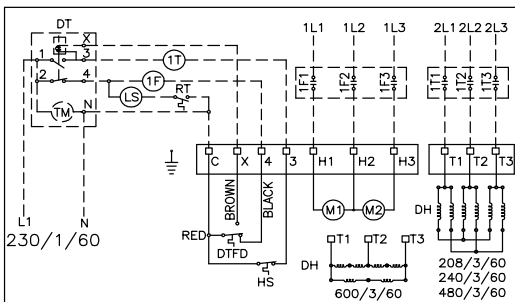 DT
1L1 1L2 1L3
2L1 2L2 2L3
X
1 3
2 4
1T
1F
LS
RT
TM
N
1F1 1F2 1F3
1T1 1T2 1T3
C X 4 3 H1 H2 H3
T1 T2 T3
L1 N
230/1/60
BROWN
BLACK
M1 M2
RED
DTFD
HS
DH
T1 T2 T3
DH
600/3/60
208/3/60
240/3/60
480/3/60